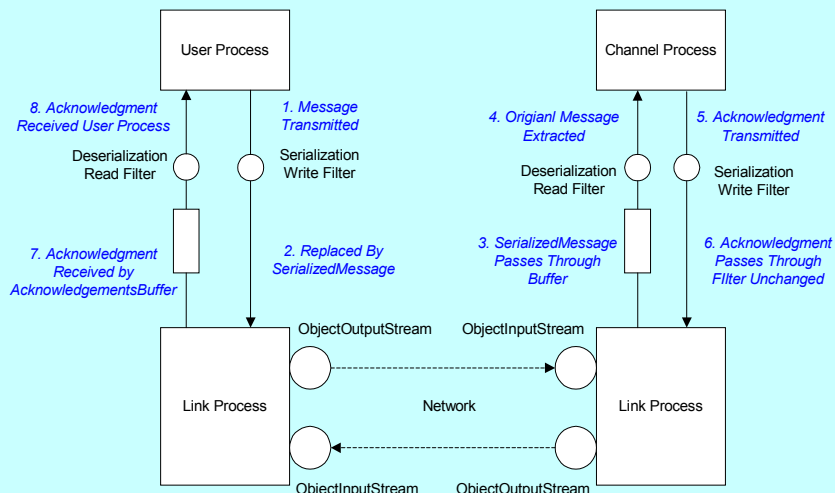 User Process
Channel Process
8. Acknowledgment
Received User Process
1. Message
Transmitted
4. Origianl Message
Extracted
5. Acknowledgment
Transmitted
Deserialization
Read Filter
Serialization
Write Filter
Deserialization
Read Filter
Serialization
Write Filter
7. Acknowledgment
Received by
AcknowledgementsBuffer
2. Replaced By
SerializedMessage
3. SerializedMessage
Passes Through
Buffer
6. Acknowledgment
Passes Through
FIlter Unchanged
ObjectOutputStream
ObjectInputStream
Link Process
Network
Link Process
ObjectInputStream
ObjectOutputStream